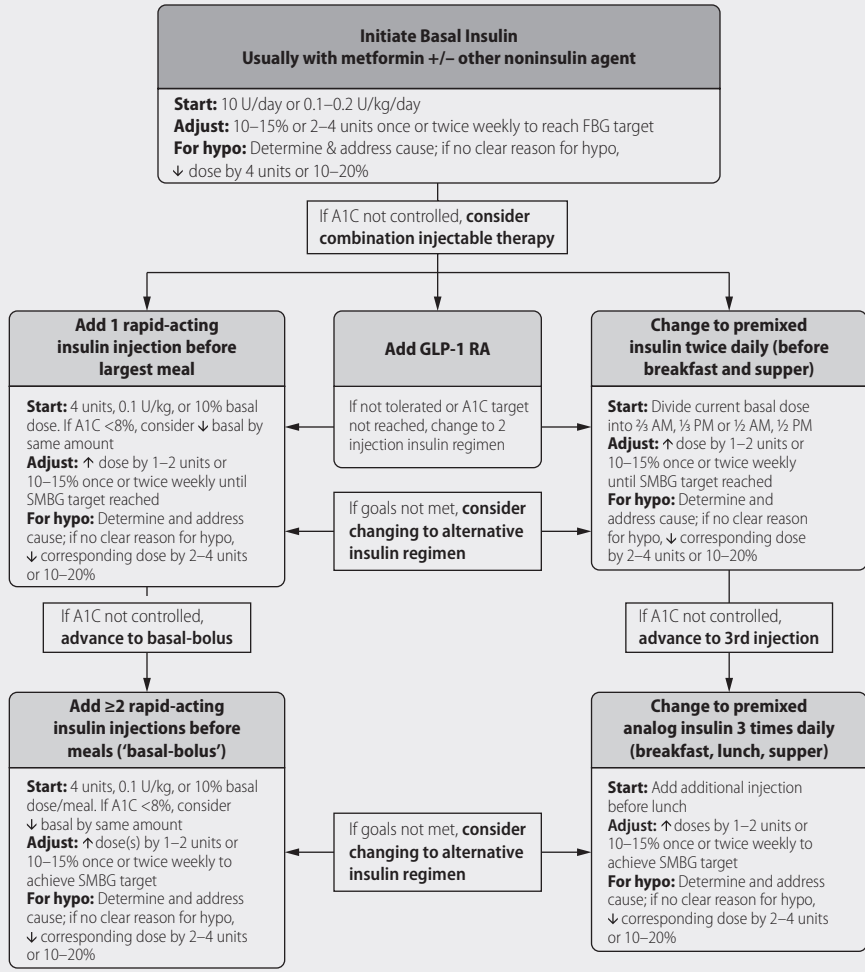 Initiate Basal Insulin
Usually with metformin +/– other noninsulin agent
Start: 10 U/day or 0.1–0.2 U/kg/day
Adjust: 10–15% or 2–4 units once or twice weekly to reach FBG target
For hypo: Determine & address cause; if no clear reason for hypo,
↓ dose by 4 units or 10–20%
If A1C not controlled, consider
combination injectable therapy
Add 1 rapid-acting
insulin injection before
largest meal
Start: 4 units, 0.1 U/kg, or 10% basal
dose. If A1C <8%, consider ↓ basal by
same amount
Adjust: ↑ dose by 1–2 units or
10–15% once or twice weekly until
SMBG target reached
For hypo: Determine and address
cause; if no clear reason for hypo,
↓ corresponding dose by 2–4 units
or 10–20%
Add GLP-1 RA
If not tolerated or A1C target
not reached, change to 2
injection insulin regimen
Change to premixed
insulin twice daily (before
breakfast and supper)
Start: Divide current basal dose
into ⅔ AM, ⅓ PM or ½ AM, ½ PM
Adjust: ↑ dose by 1–2 units or
10–15% once or twice weekly
until SMBG target reached
For hypo: Determine and
address cause; if no clear reason
for hypo, ↓ corresponding dose
by 2–4 units or 10–20%
If goals not met, consider
changing to alternative
insulin regimen
If A1C not controlled,
advance to basal-bolus
If A1C not controlled,
advance to 3rd injection
Add ≥2 rapid-acting
insulin injections before
meals (‘basal-bolus’)
Start: 4 units, 0.1 U/kg, or 10% basal
dose/meal. If A1C <8%, consider
↓ basal by same amount
Adjust: ↑ dose(s) by 1–2 units or
10–15% once or twice weekly to
achieve SMBG target
For hypo: Determine and address
cause; if no clear reason for hypo,
↓ corresponding dose by 2–4 units
or 10–20%
If goals not met, consider
changing to alternative
insulin regimen
Change to premixed
analog insulin 3 times daily
(breakfast, lunch, supper)
Start: Add additional injection
before lunch
Adjust: ↑ doses by 1–2 units or
10–15% once or twice weekly to
achieve SMBG target
For hypo: Determine and address
cause; if no clear reason for hypo,
↓ corresponding dose by 2–4 units
or 10–20%